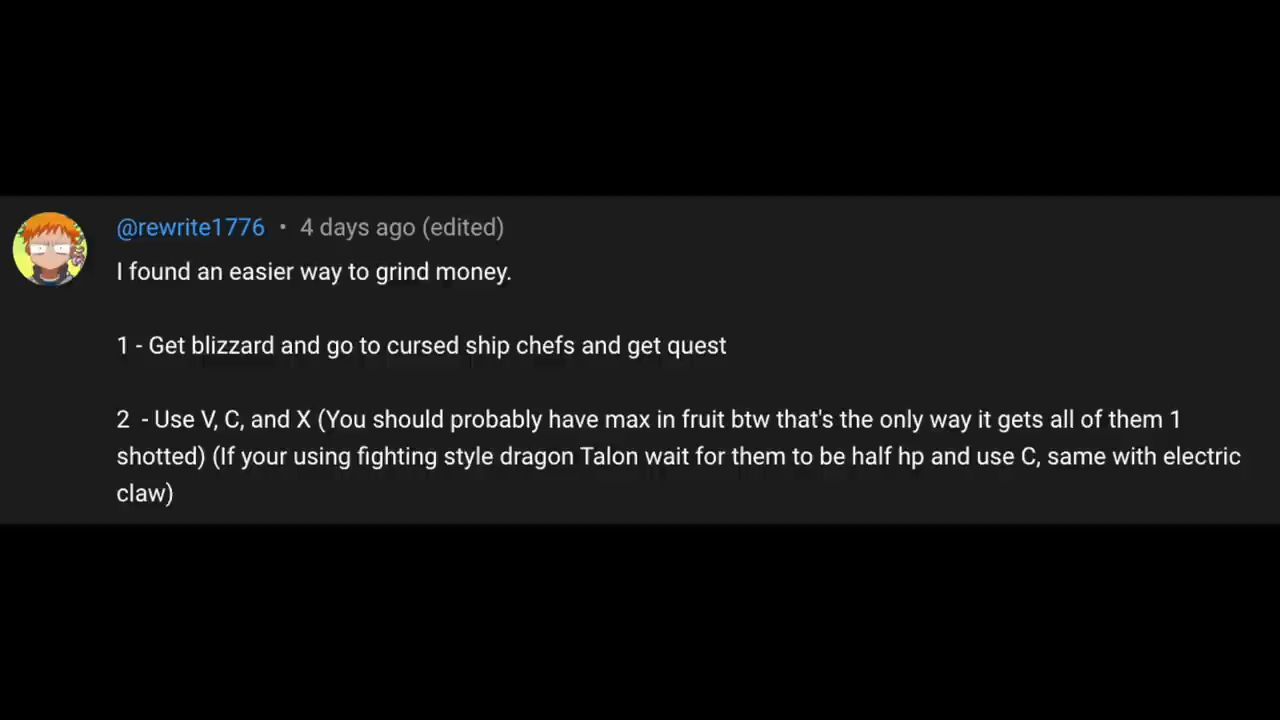 @rewrite1776 • 4 days ago (edited)
I found an easier way to grind money.
1 - Get blizzard and go to cursed ship chefs and get quest
2  - Use V, C, and X (You should probably have max in fruit btw that's the only way it gets all of them 1
shotted) (If your using fighting style dragon Talon wait for them to be half hp and use C, same with electric
claw)